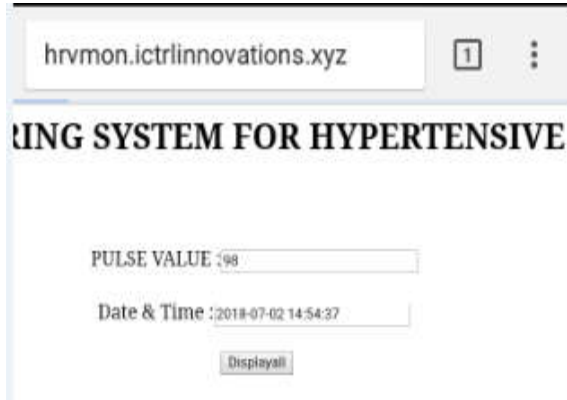 hrvmon.ictrlinnovations.xyz 1
RING SYSTEM FOR HYPERTENSIVE
PULSE VALUE :98
Date & Time :2018-07-02 14:54:37
Displayall